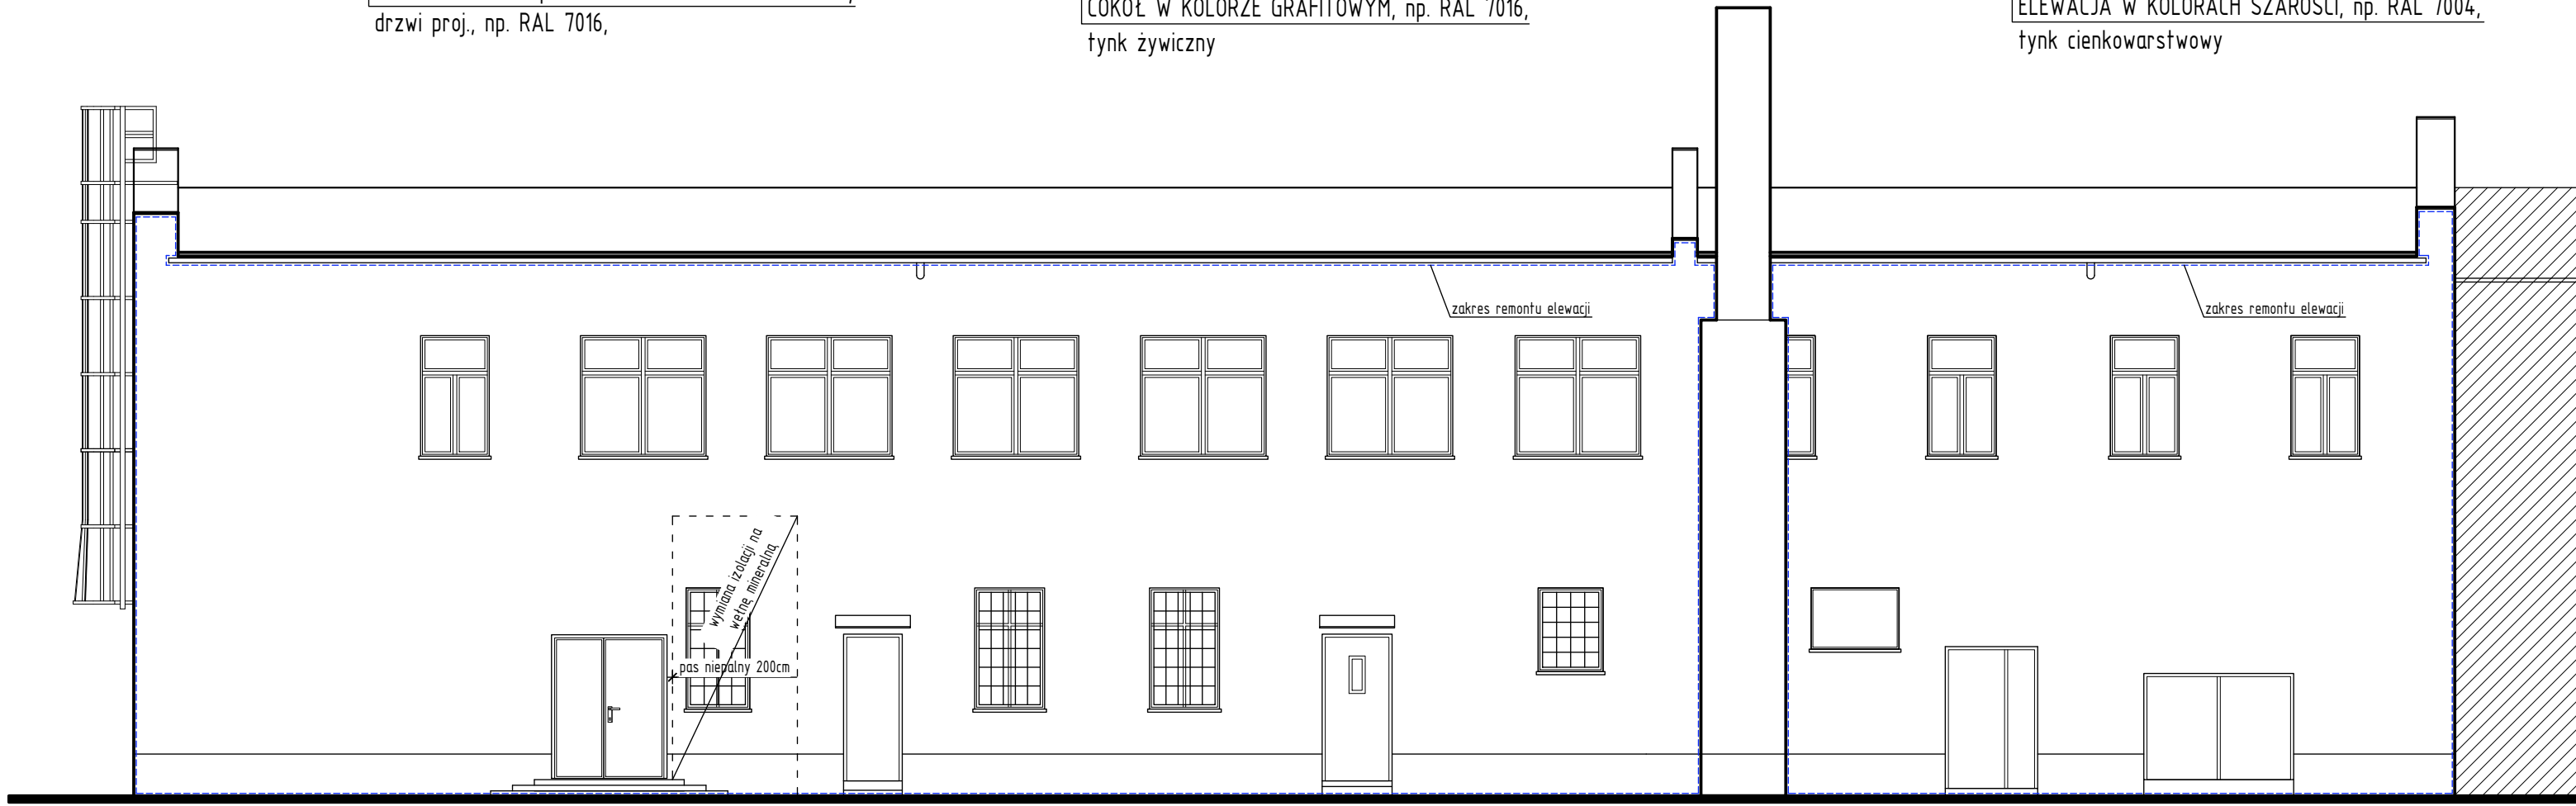 drzwi proj., np. RAL 7016,
COKÓŁ W KOLORZE GRAFITOWYM, np. RAL 7016,
tynk żywiczny
ELEWACJA W KOLORACH SZAROŚCI, np. RAL 7004,
tynk cienkowarstwowy
zakres remontu elewacji
zakres remontu elewacji
wymiana izolacji na
wełnę mineralną
pas niepalny 200cm